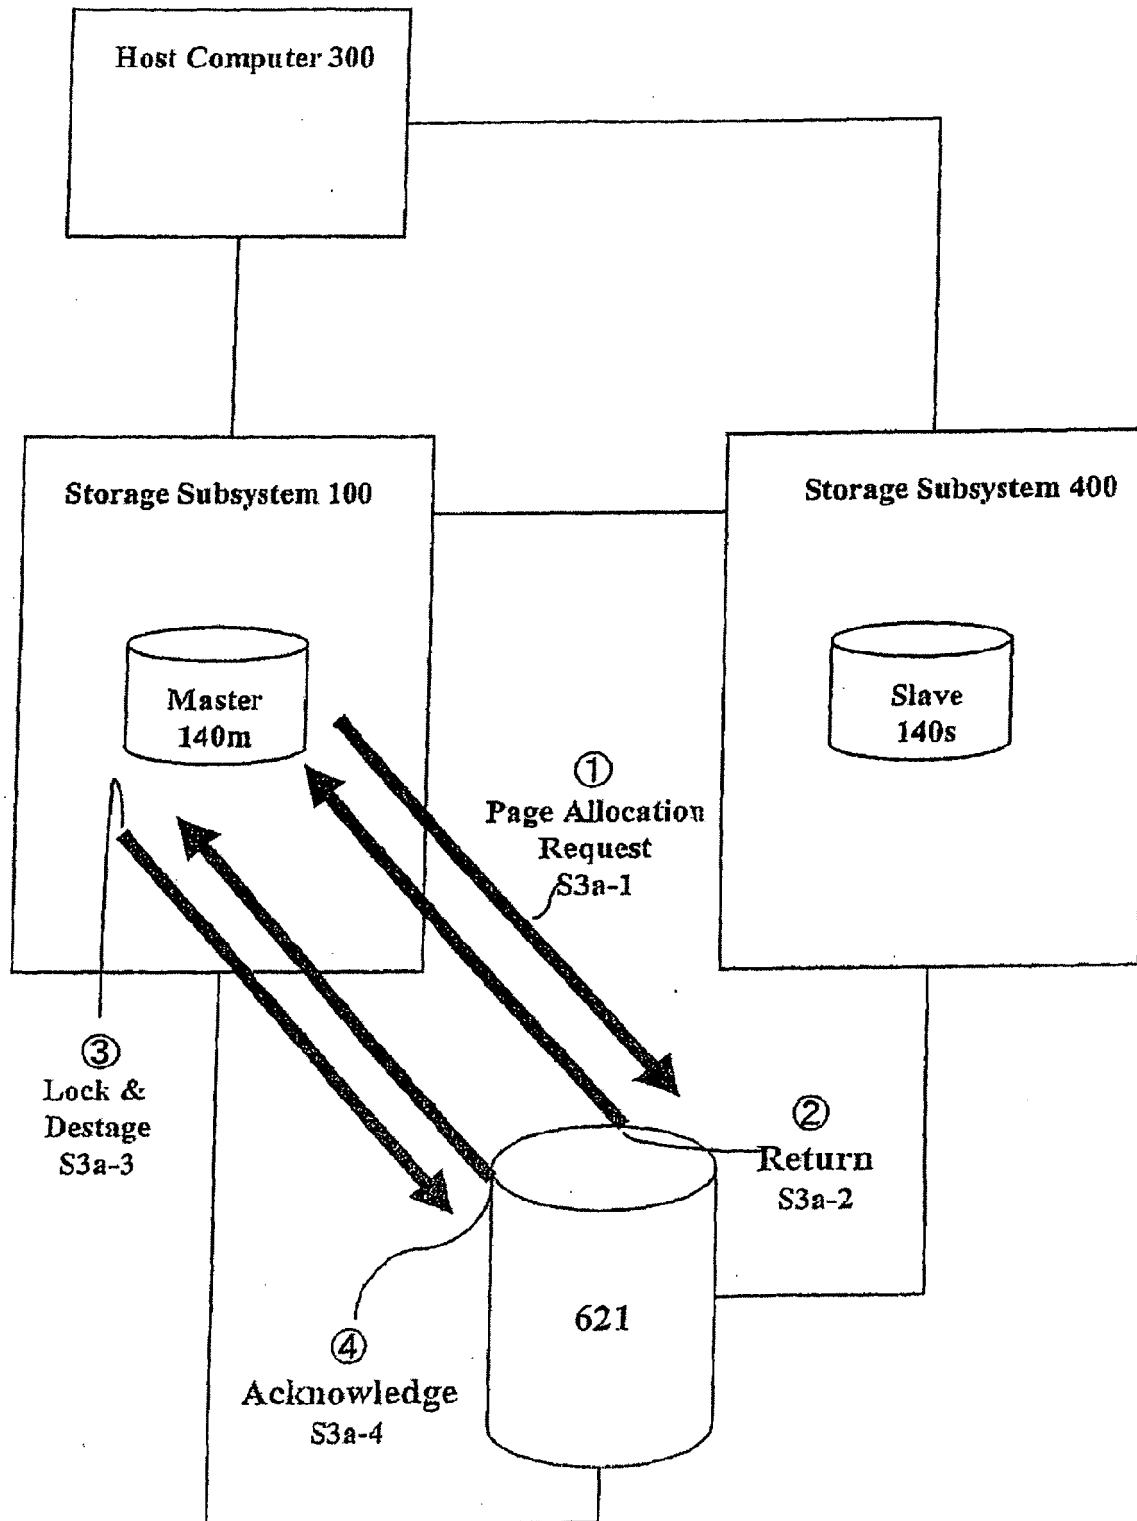 Host Computer 300
Storage Subsystem 100
Storage Subsystem 400
Master
140m
Slave
140s
①
Page Allocation
Request
S3a-1
③
Lock &
Destage
S3a-3
②
Return
S3a-2
621
④
Acknowledge
S3a-4